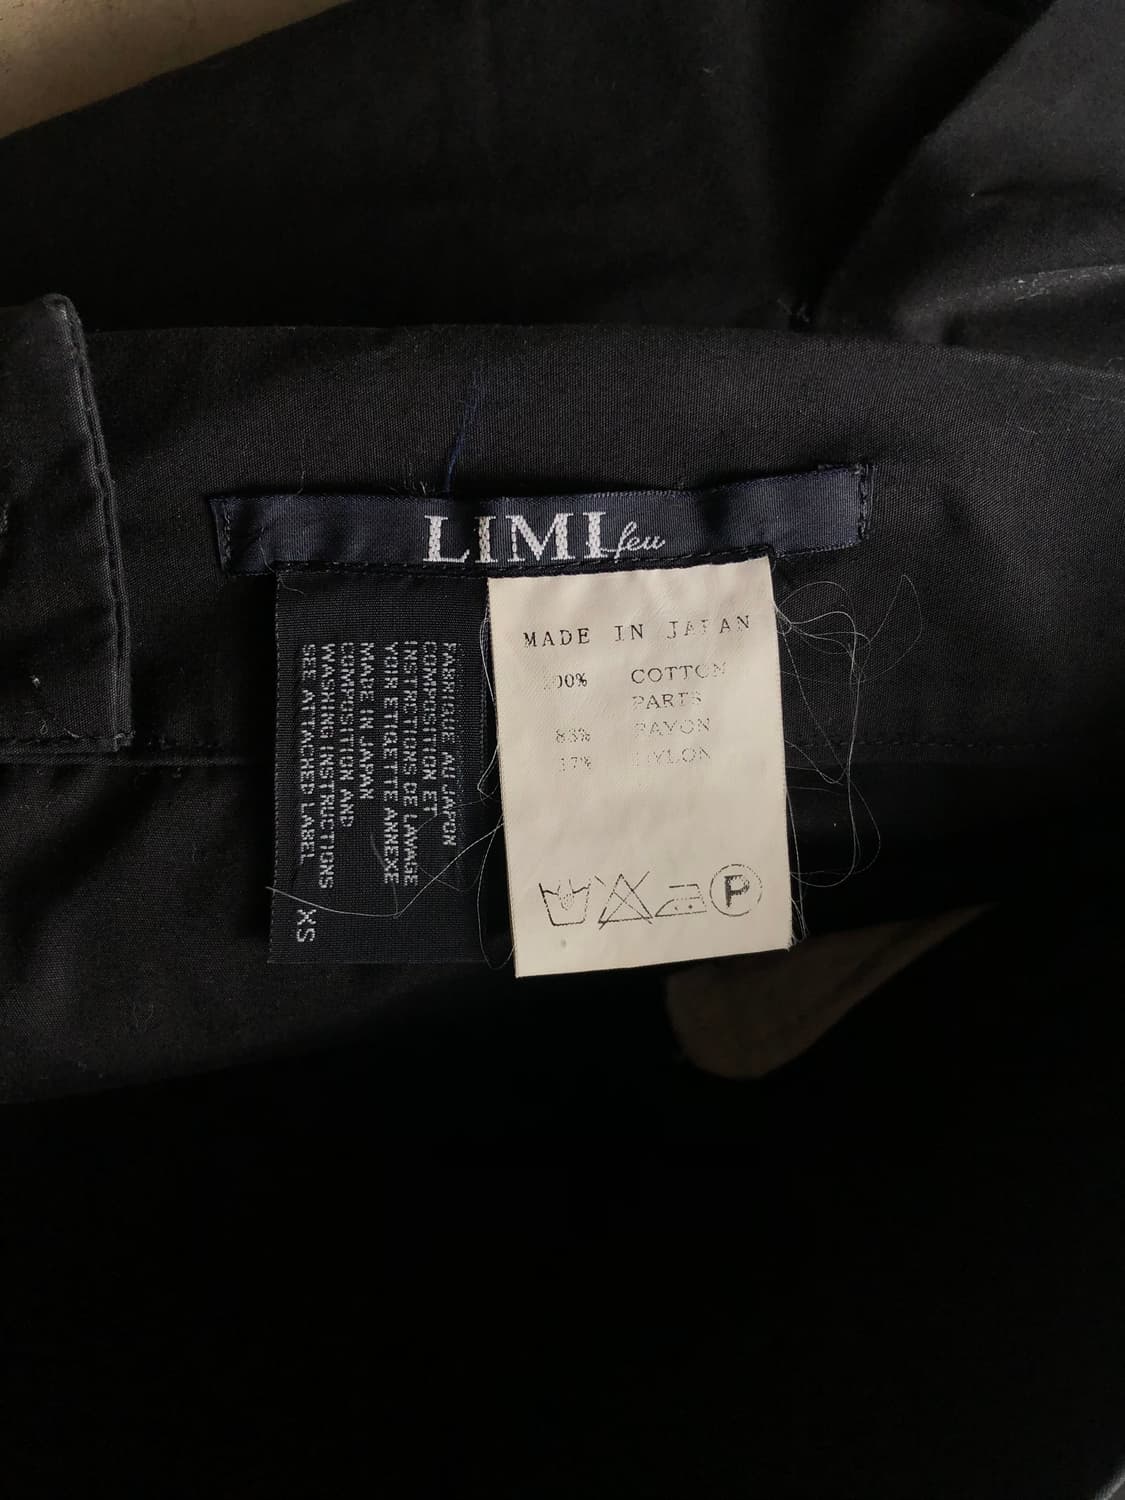 LIMI feu
FABRIQUE AU JAPON
COMPOSITION ET
INSTRUCTIONS DE LAVAGE
VOIR ETIQUETTE ANNEXE
MADE IN JAPAN
COMPOSITION AND
WASHING INSTRUCTIONS
SEE ATTACHED LABEL
XS
MADE IN JAPAN
100% COTTON
PARTS
83% RAYON
17% NYLON
P